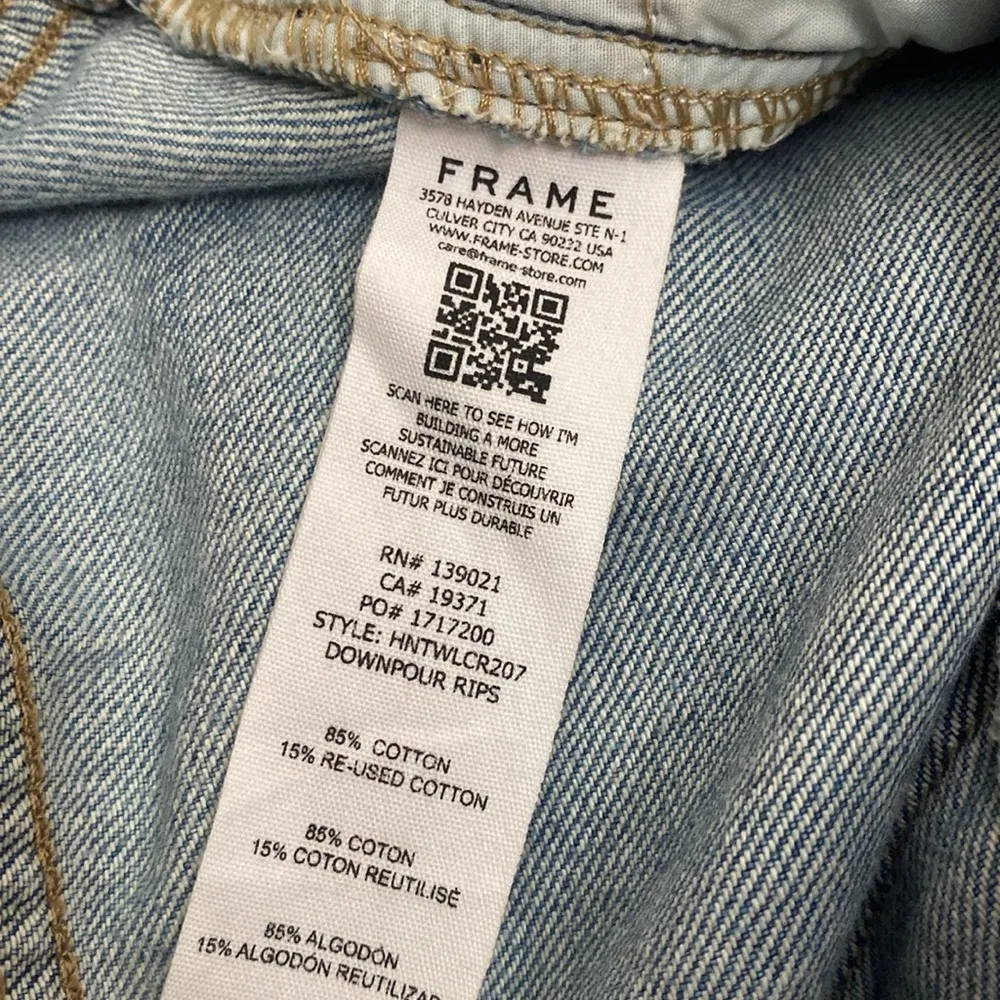 FRAME
3578 HAYDEN AVENUE STE N-1
CULVER CITY CA 90232 USA
WWW.FRAME-STORE.COM
care@frame-store.com
SCAN HERE TO SEE HOW I'M
BUILDING A MORE
SUSTAINABLE FUTURE
SCANNEZ ICI POUR DÉCOUVRIR
COMMENT JE CONSTRUIS UN
FUTUR PLUS DURABLE
RN# 139021
CA# 19371
PO# 1717200
STYLE: HNTWLCR207
DOWNPOUR RIPS
85% COTTON
15% RE-USED COTTON
85% COTON
15% COTON REUTILISÉ
85% ALGODÓN
15% ALGODÓN REUTILIZAD